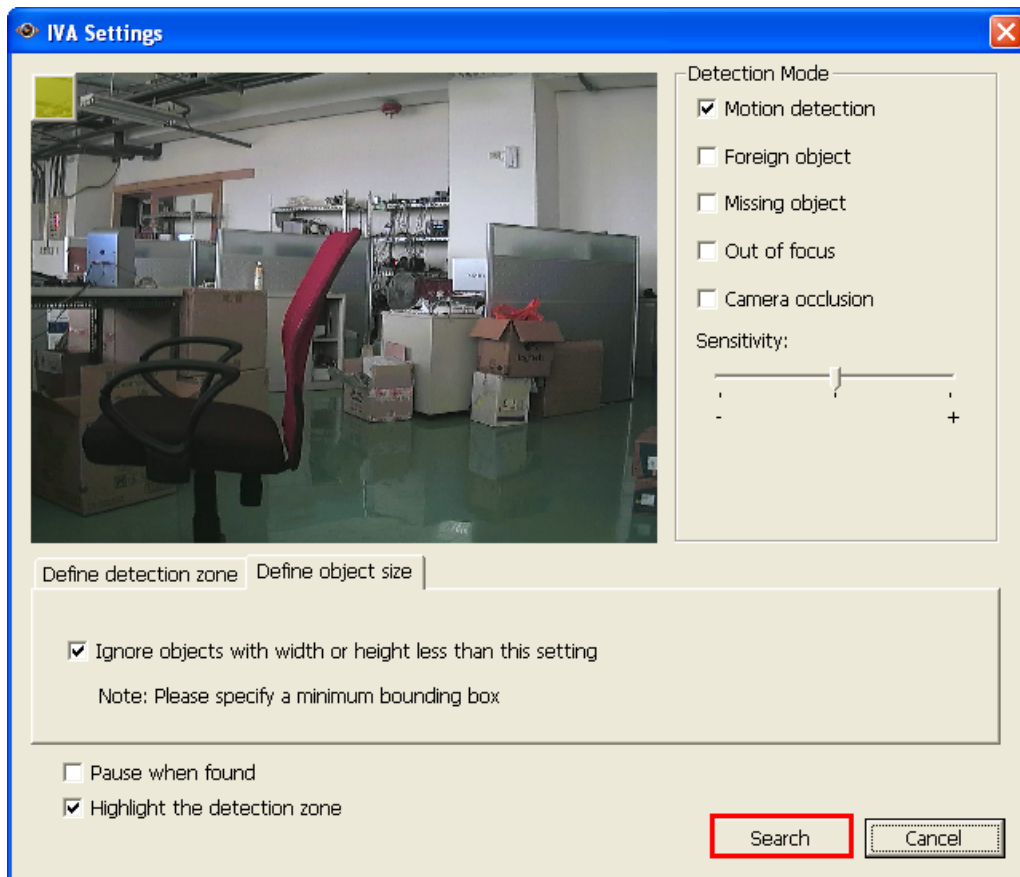 IVA Settings
Detection Mode
Motion detection
Foreign object
Missing object
Out of focus
Camera occlusion
Sensitivity:
- +
Define detection zone Define object size
Ignore objects with width or height less than this setting
Note: Please specify a minimum bounding box
Pause when found
Highlight the detection zone
Search Cancel